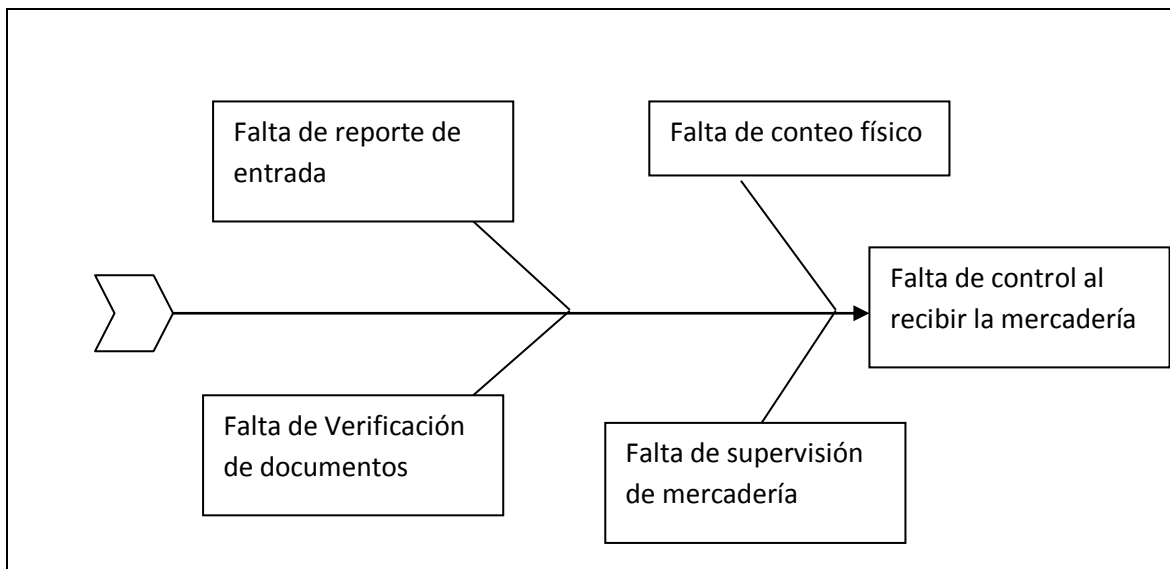 Falta de reporte de
entrada
Falta de conteo físico
Falta de control al
recibir la mercadería
Falta de Verificación
de documentos
Falta de supervisión
de mercadería